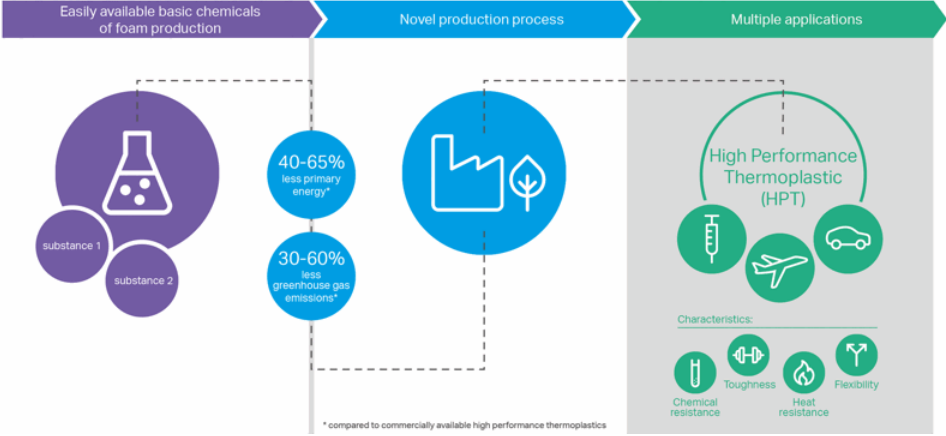 Easily available basic chemicals
of foam production
Novel production process
Multiple applications
substance 1
substance 2
40-65%
less primary
energy*
30-60%
less
greenhouse gas
emissions*
High Performance
Thermoplastic
(HPT)
Characteristics:
Chemical
resistance
Toughness
Heat
resistance
Flexibility
* compared to commercially available high performance thermoplastics